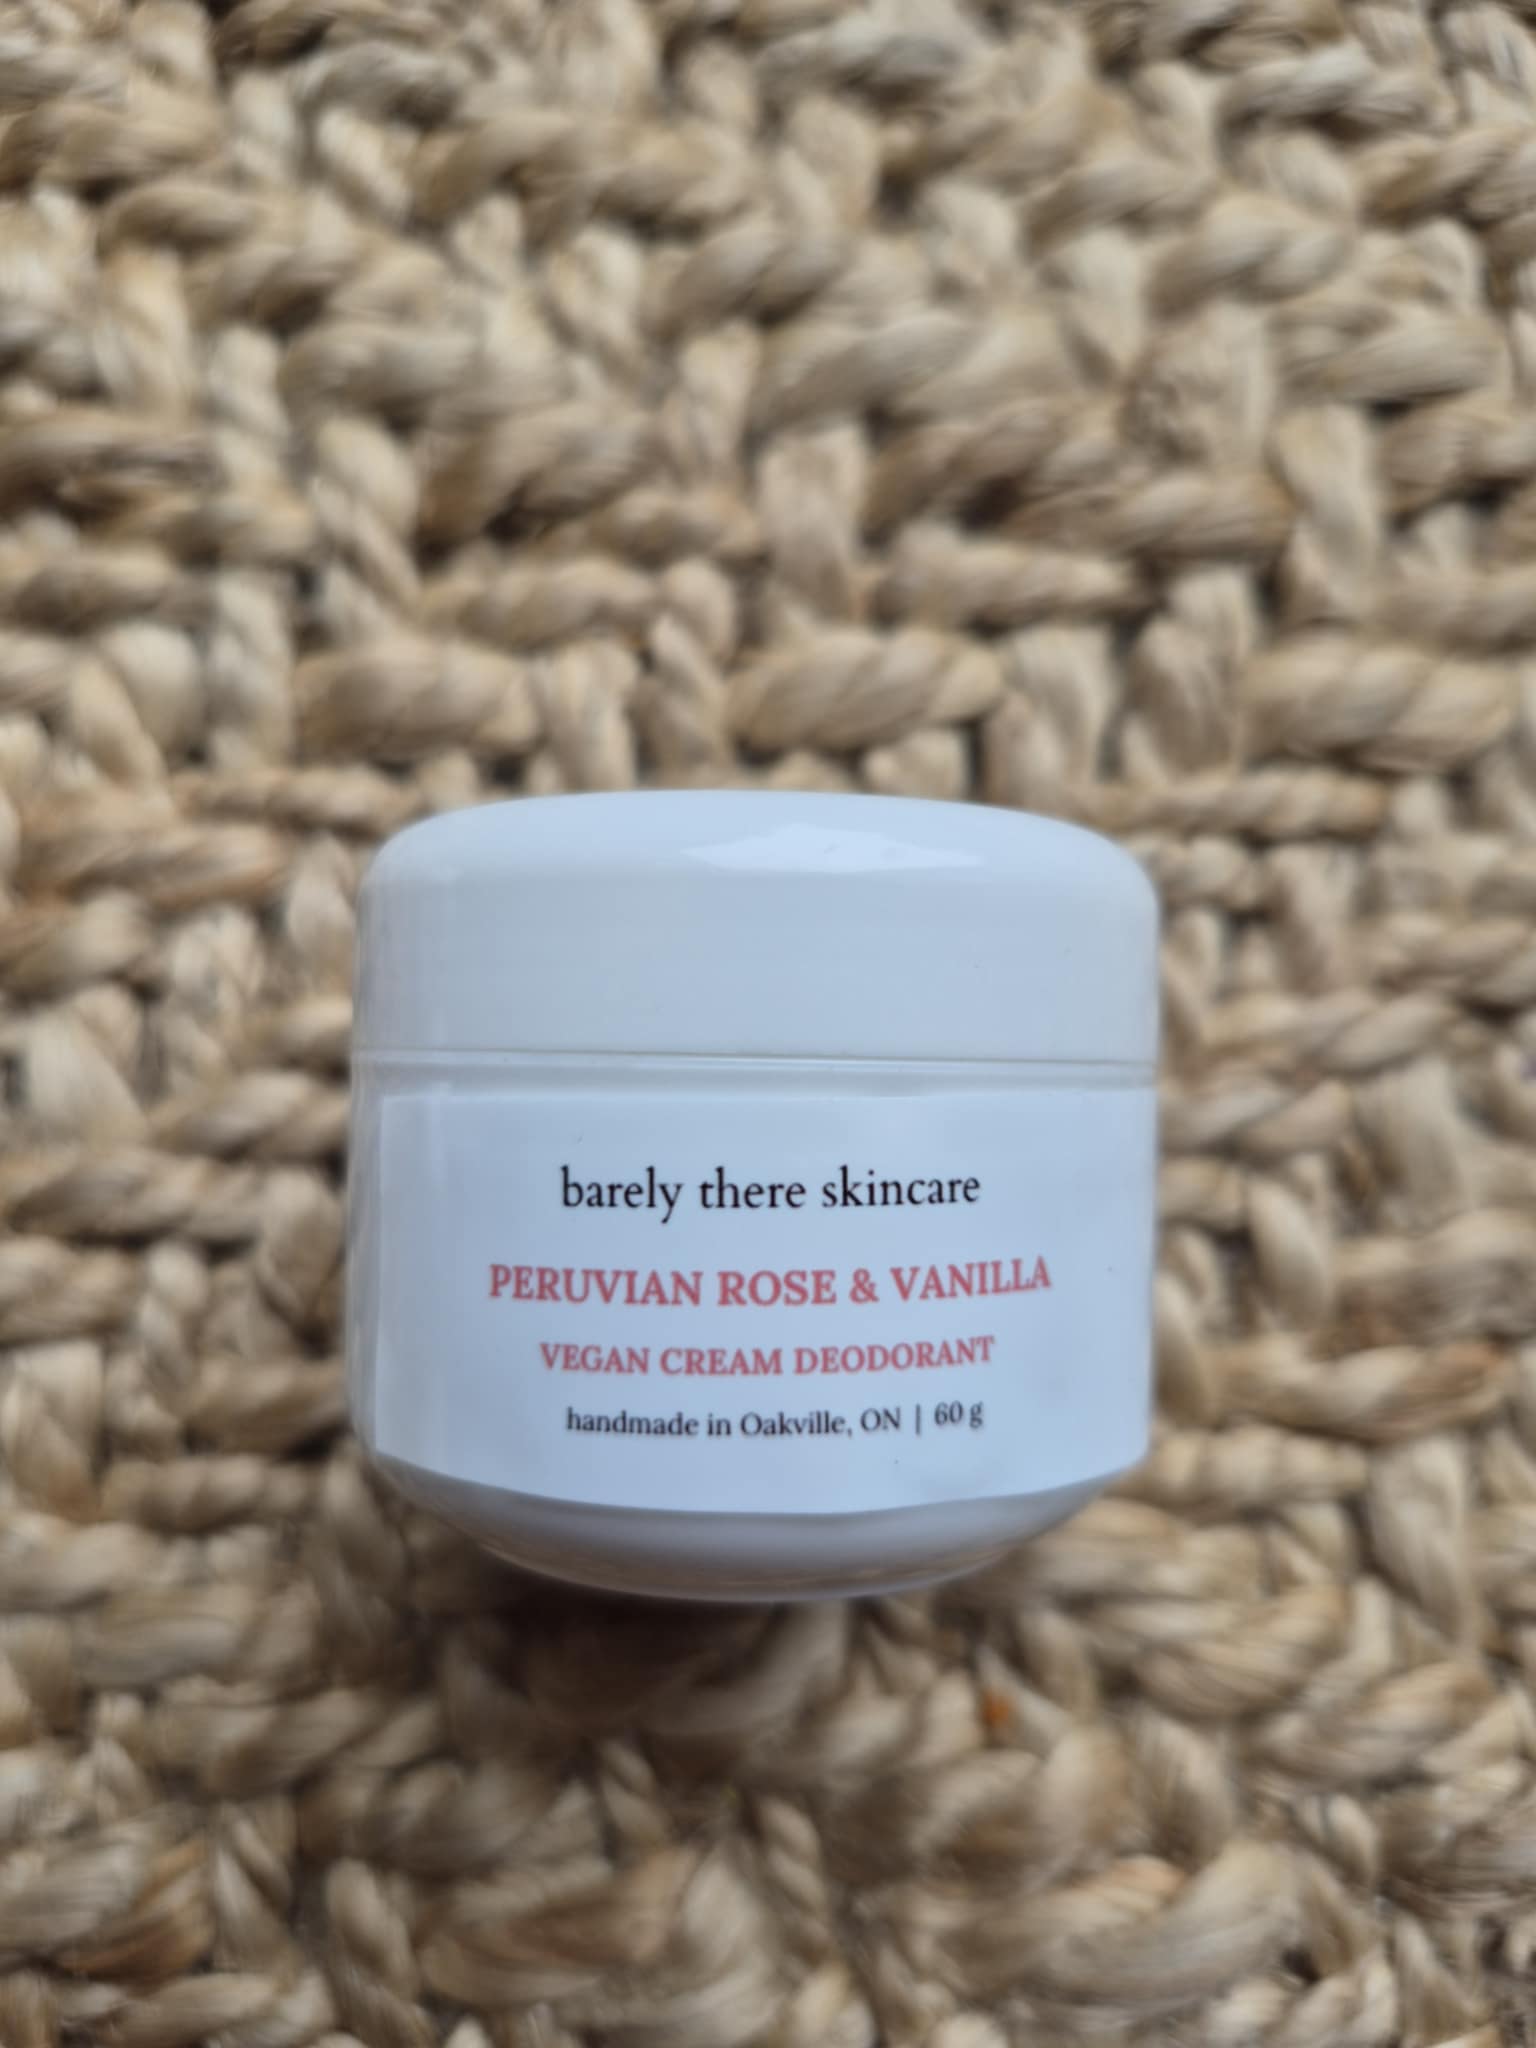 barely there skincare
PERUVIAN ROSE & VANILLA
VEGAN CREAM DEODORANT
handmade in Oakville, ON | 60 g